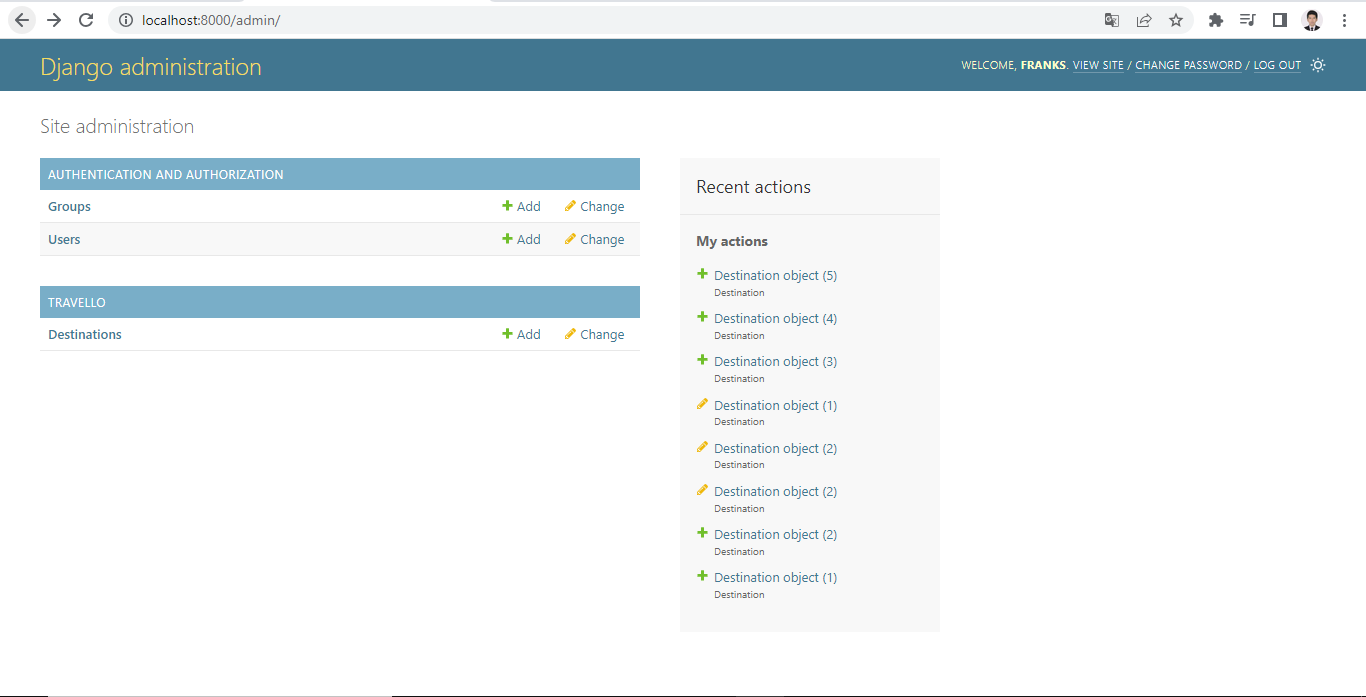 localhost:8000/admin/
Django administration
WELCOME, FRANKS. VIEW SITE / CHANGE PASSWORD / LOG OUT
Site administration
AUTHENTICATION AND AUTHORIZATION
Groups Add Change
Users Add Change
TRAVELLO
Destinations Add Change
Recent actions
My actions
Destination object (5)
Destination
Destination object (4)
Destination
Destination object (3)
Destination
Destination object (1)
Destination
Destination object (2)
Destination
Destination object (2)
Destination
Destination object (2)
Destination
Destination object (1)
Destination